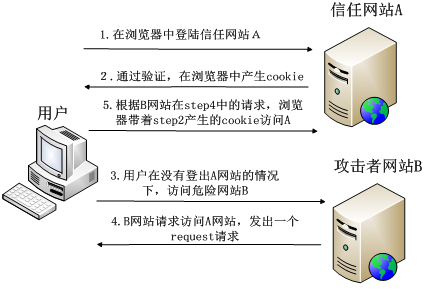 信任网站A
1.在浏览器中登陆信任网站A
2.通过验证，在浏览器中产生cookie
用户
5.根据B网站在step4中的请求，浏览
器带着step2产生的cookie访问A
3.用户在没有登出A网站的情况
下，访问危险网站B
攻击者网站B
4.B网站请求访问A网站，发出一个
request请求